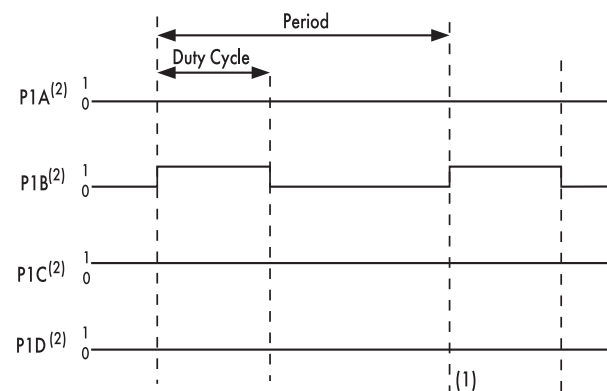 Period
Duty Cycle
P1A(2) 1
0
P1B(2) 1
0
P1C(2) 1
0
P1D(2) 1
0
(1)